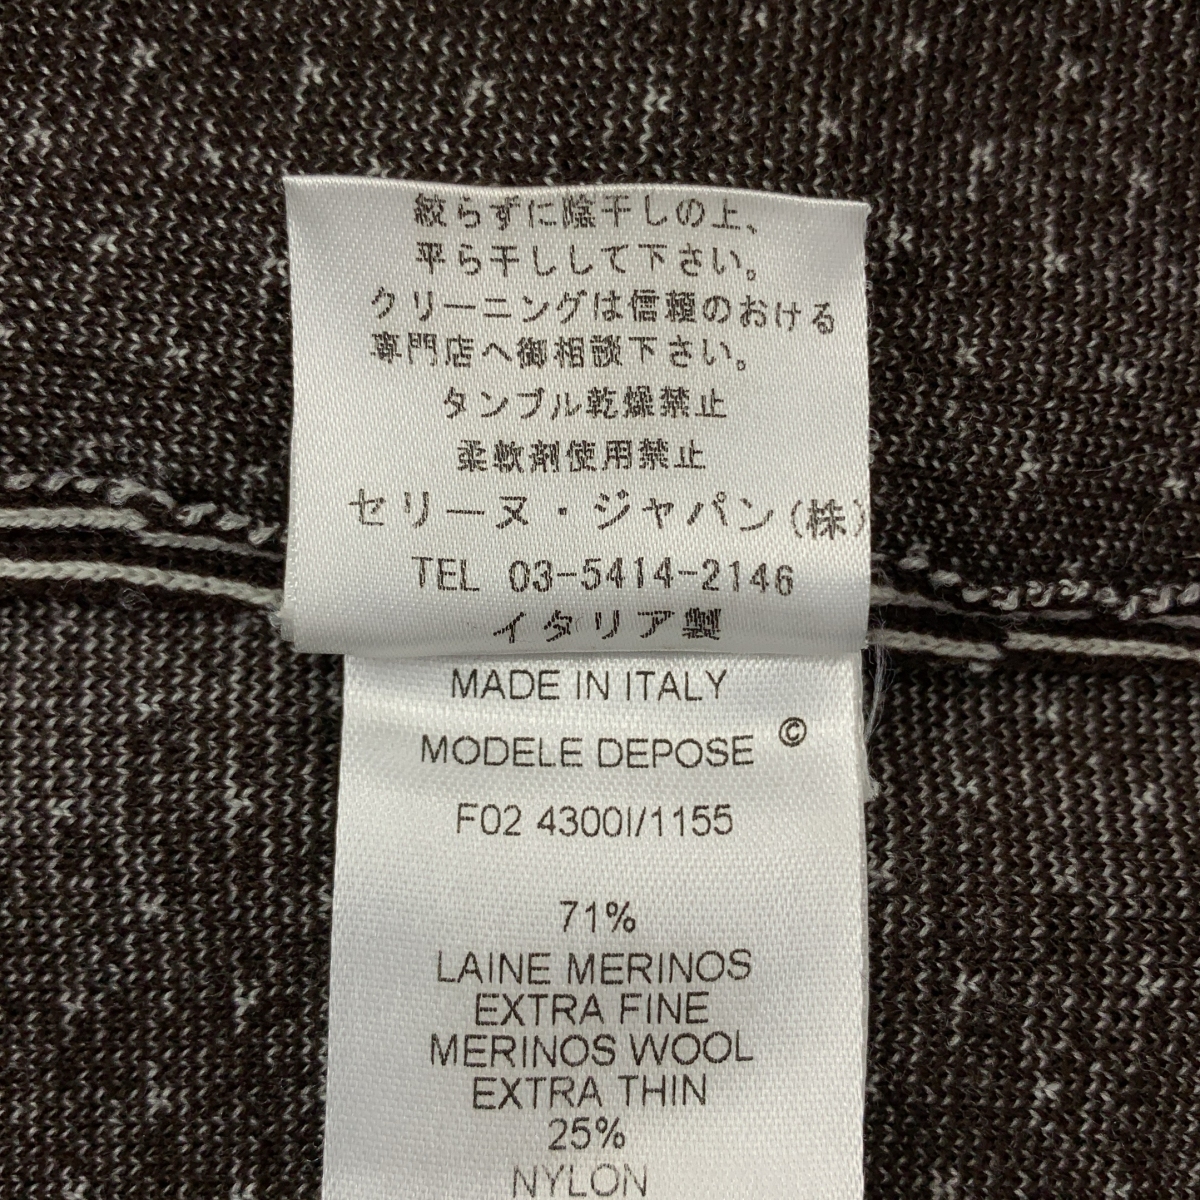 絞らずに陰干しの上、
平ら干しして下さい。
クリーニングは信頼のおける
専門店へ御相談下さい。
タンブル乾燥禁止
柔軟剤使用禁止
セリーヌ・ジャパン(株)
TEL 03-5414-2146
イタリア製
MADE IN ITALY
MODELE DEPOSE ©
F02 4300I/1155
71%
LAINE MERINOS
EXTRA FINE
MERINOS WOOL
EXTRA THIN
25%
NYLON